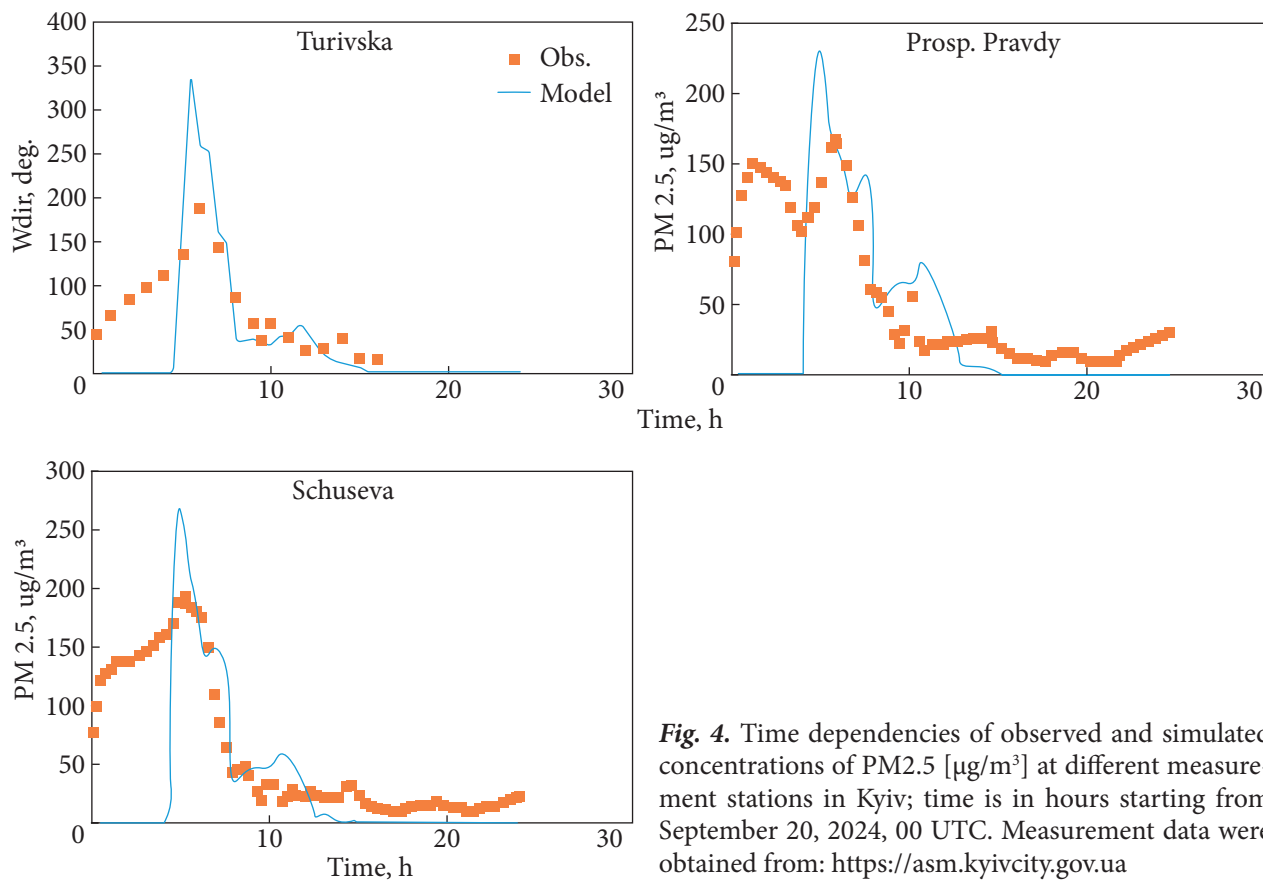 400
350
300
250
200
150
100
50
0
Wdir, deg.
Turivska
Obs.
Model
10
20
30
250
200
150
100
50
0
PM 2.5, ug/m³
Prosp. Pravdy
10
20
30
Time, h
300
250
200
150
100
50
0
PM 2.5, ug/m³
Schuseva
10
20
30
Time, h
Fig. 4. Time dependencies of observed and simulated
concentrations of PM2.5 [µg/m³] at different measure-
ment stations in Kyiv; time is in hours starting from
September 20, 2024, 00 UTC. Measurement data were
obtained from: https://asm.kyivcity.gov.ua